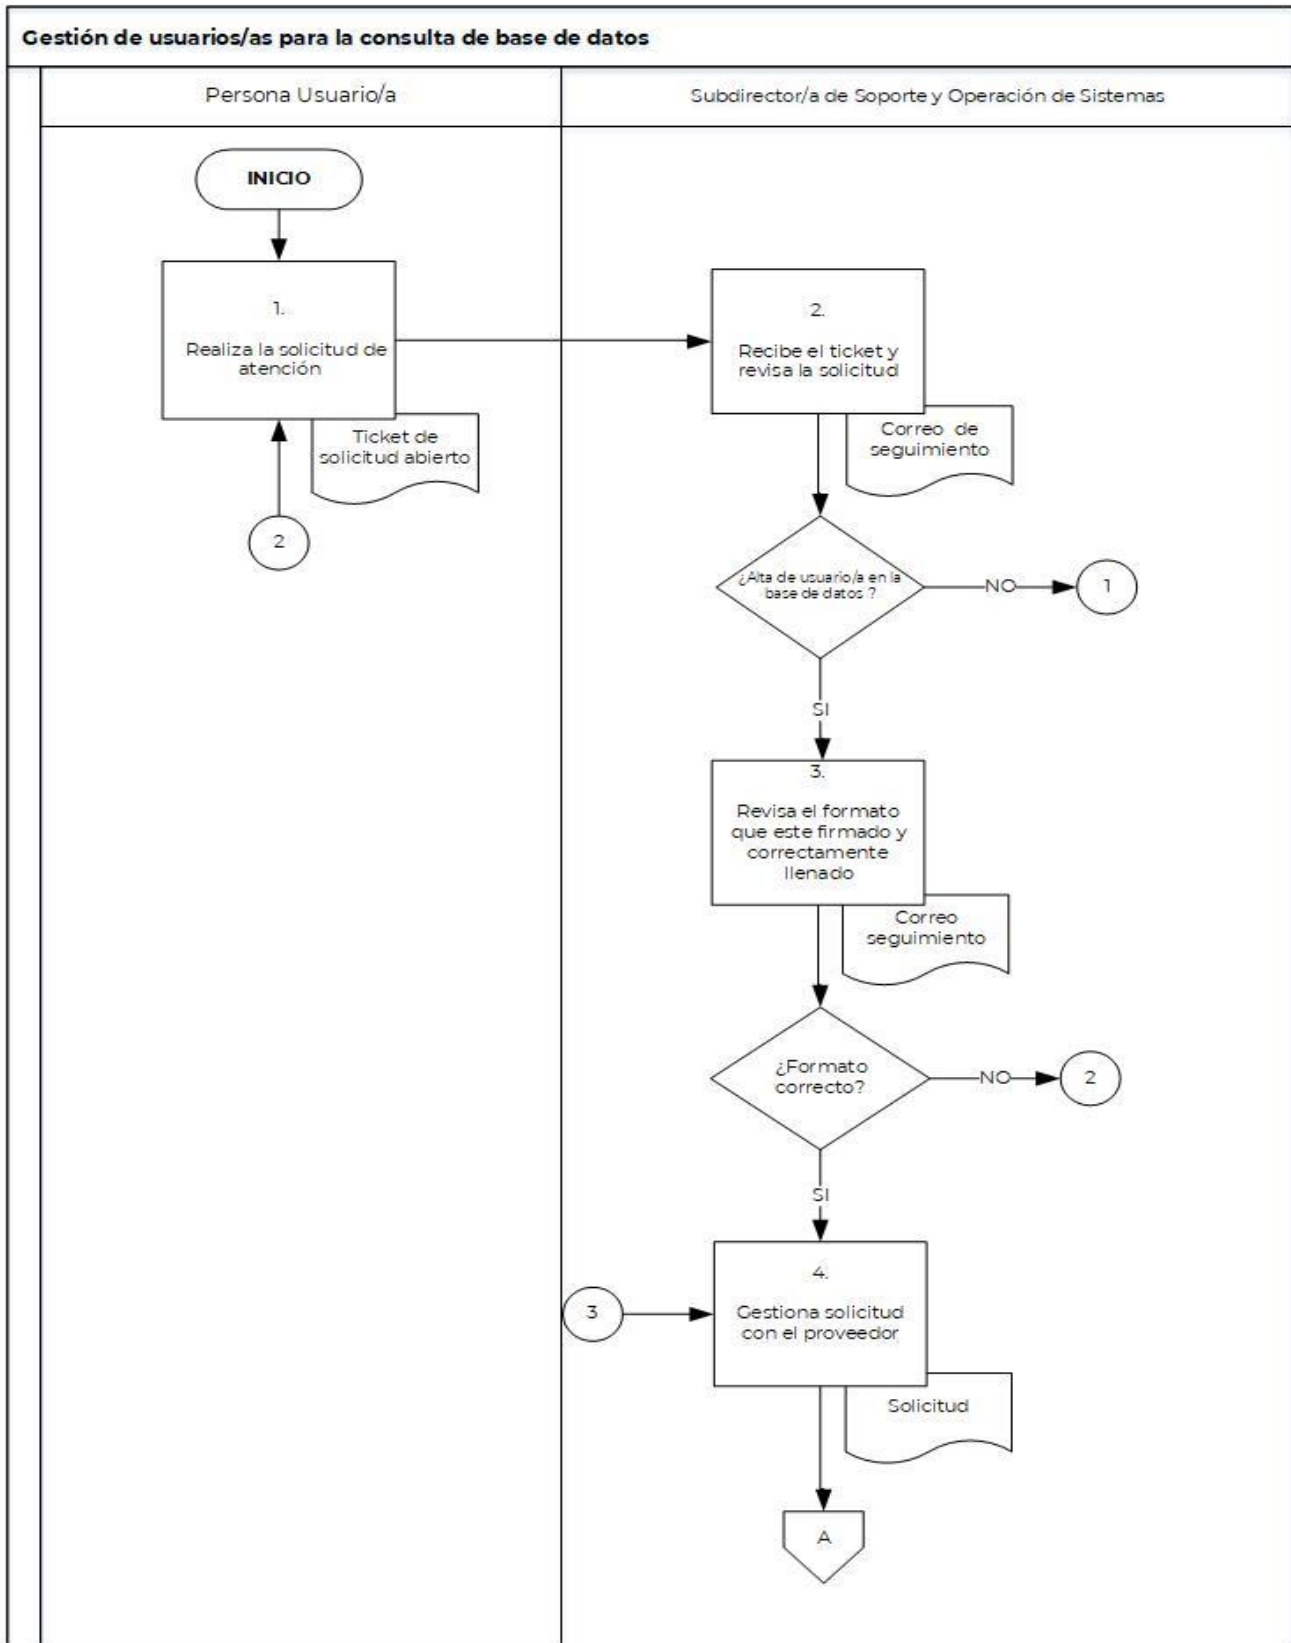 Gestión de usuarios/as para la consulta de base de datos
Persona Usuario/a
Subdirector/a de Soporte y Operación de Sistemas
INICIO
1.
Realiza la solicitud de
atención
Ticket de
solicitud abierto
2
2.
Recibe el ticket y
revisa la solicitud
Correo de
seguimiento
¿Alta de usuario/a en la
base de datos ?
NO
1
SI
3.
Revisa el formato
que este firmado y
correctamente
llenado
Correo
seguimiento
¿Formato
correcto?
NO
2
SI
3
4.
Gestiona solicitud
con el proveedor
Solicitud
A